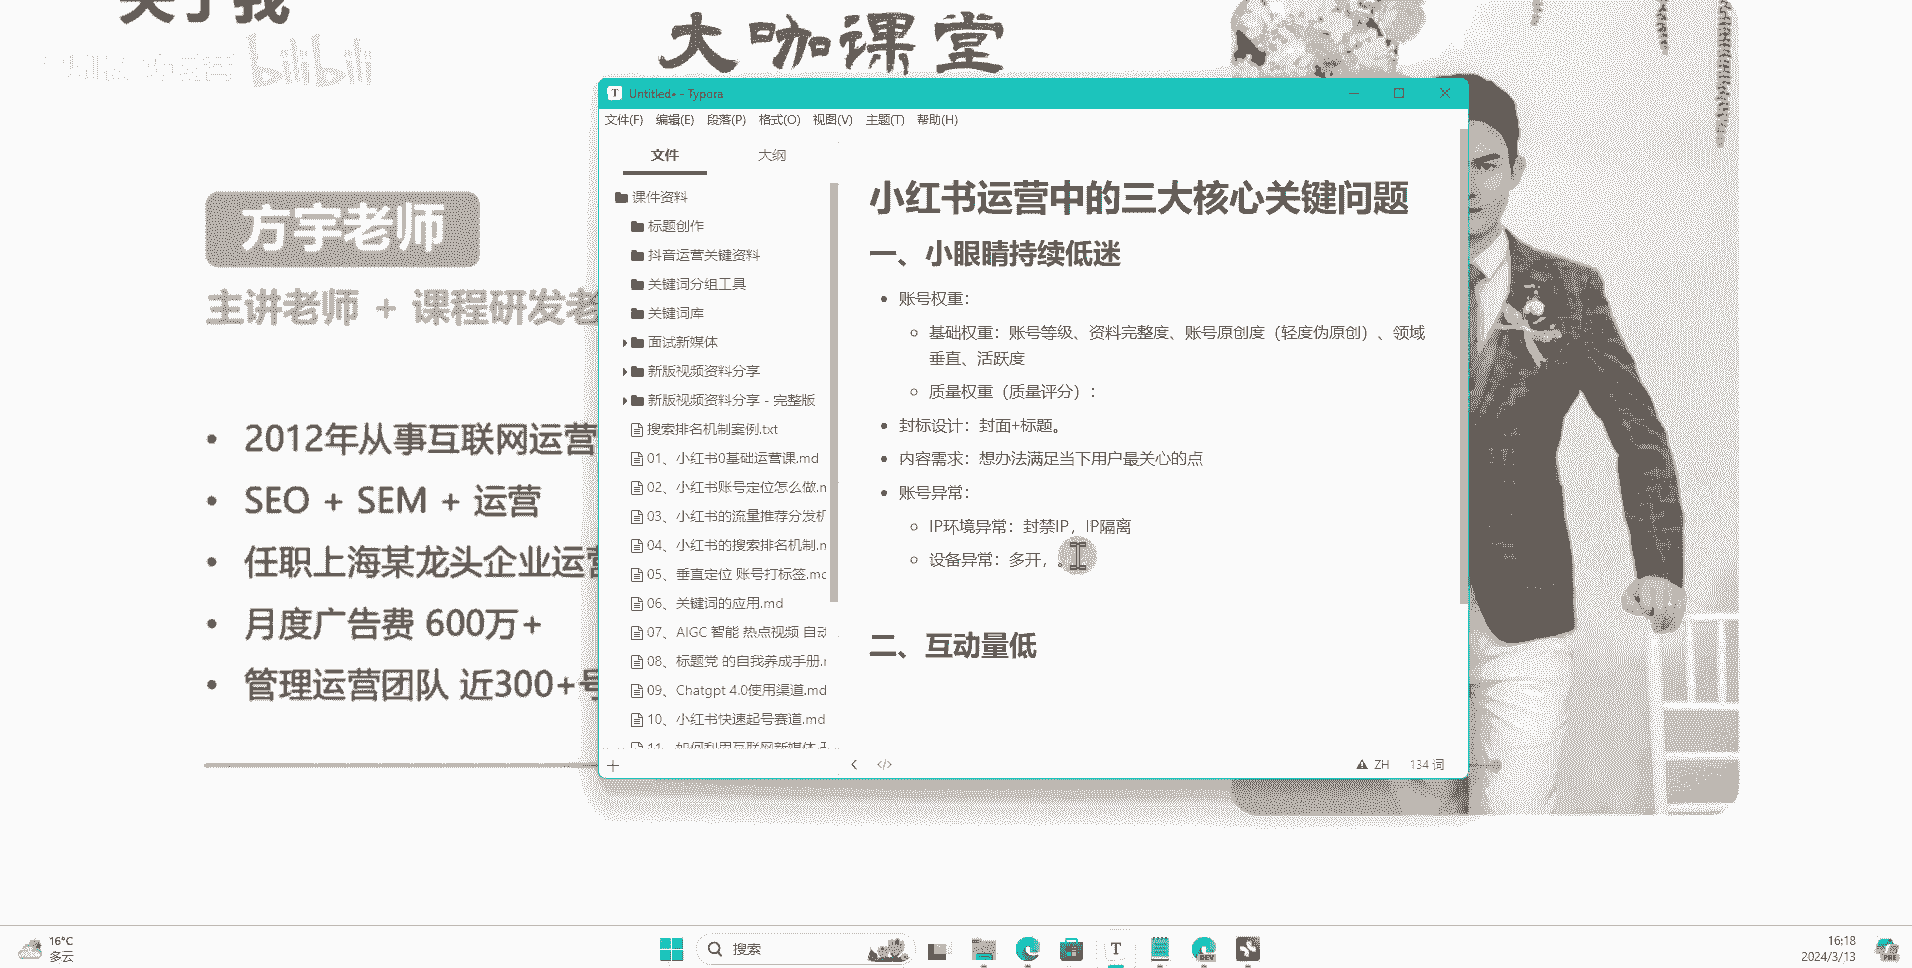 关于我
bilibili
大咖课堂
方宇老师
主讲老师 + 课程研发老
2012年从事互联网运营
SEO + SEM + 运营
任职上海某龙头企业运营
月度广告费 600万+
管理运营团队 近300+号
Untitled• - Typora
文件(F) 编辑(E) 段落(P) 格式(O) 视图(V) 主题(T) 帮助(H)
文件 大纲
课件资料
标题创作
抖音运营关键资料
关键词分组工具
关键词库
面试新媒体
新版视频资料分享
新版视频资料分享 - 完整版
搜索排名机制案例.txt
01、小红书0基础运营课.md
02、小红书账号定位怎么做.m
03、小红书的流量推荐分发机
04、小红书的搜索排名机制.m
05、垂直定位 账号打标签.md
06、关键词的应用.md
07、AIGC 智能 热点视频 自动
08、标题党 的自我养成手册.m
09、Chatgpt 4.0使用渠道.md
10、小红书快速起号赛道.md
11、如何利用互联网新媒体
小红书运营中的三大核心关键问题
一、小眼睛持续低迷
账号权重：
基础权重：账号等级、资料完整度、账号原创度（轻度伪原创）、领域
垂直、活跃度
质量权重（质量评分）：
封标设计：封面+标题。
内容需求：想办法满足当下用户最关心的点
账号异常：
IP环境异常：封禁IP，IP隔离
设备异常：多开，。
二、互动量低
</> ZH 134 词
16°C
多云
搜索
T
DEV
16:18
2024/3/13
PRE